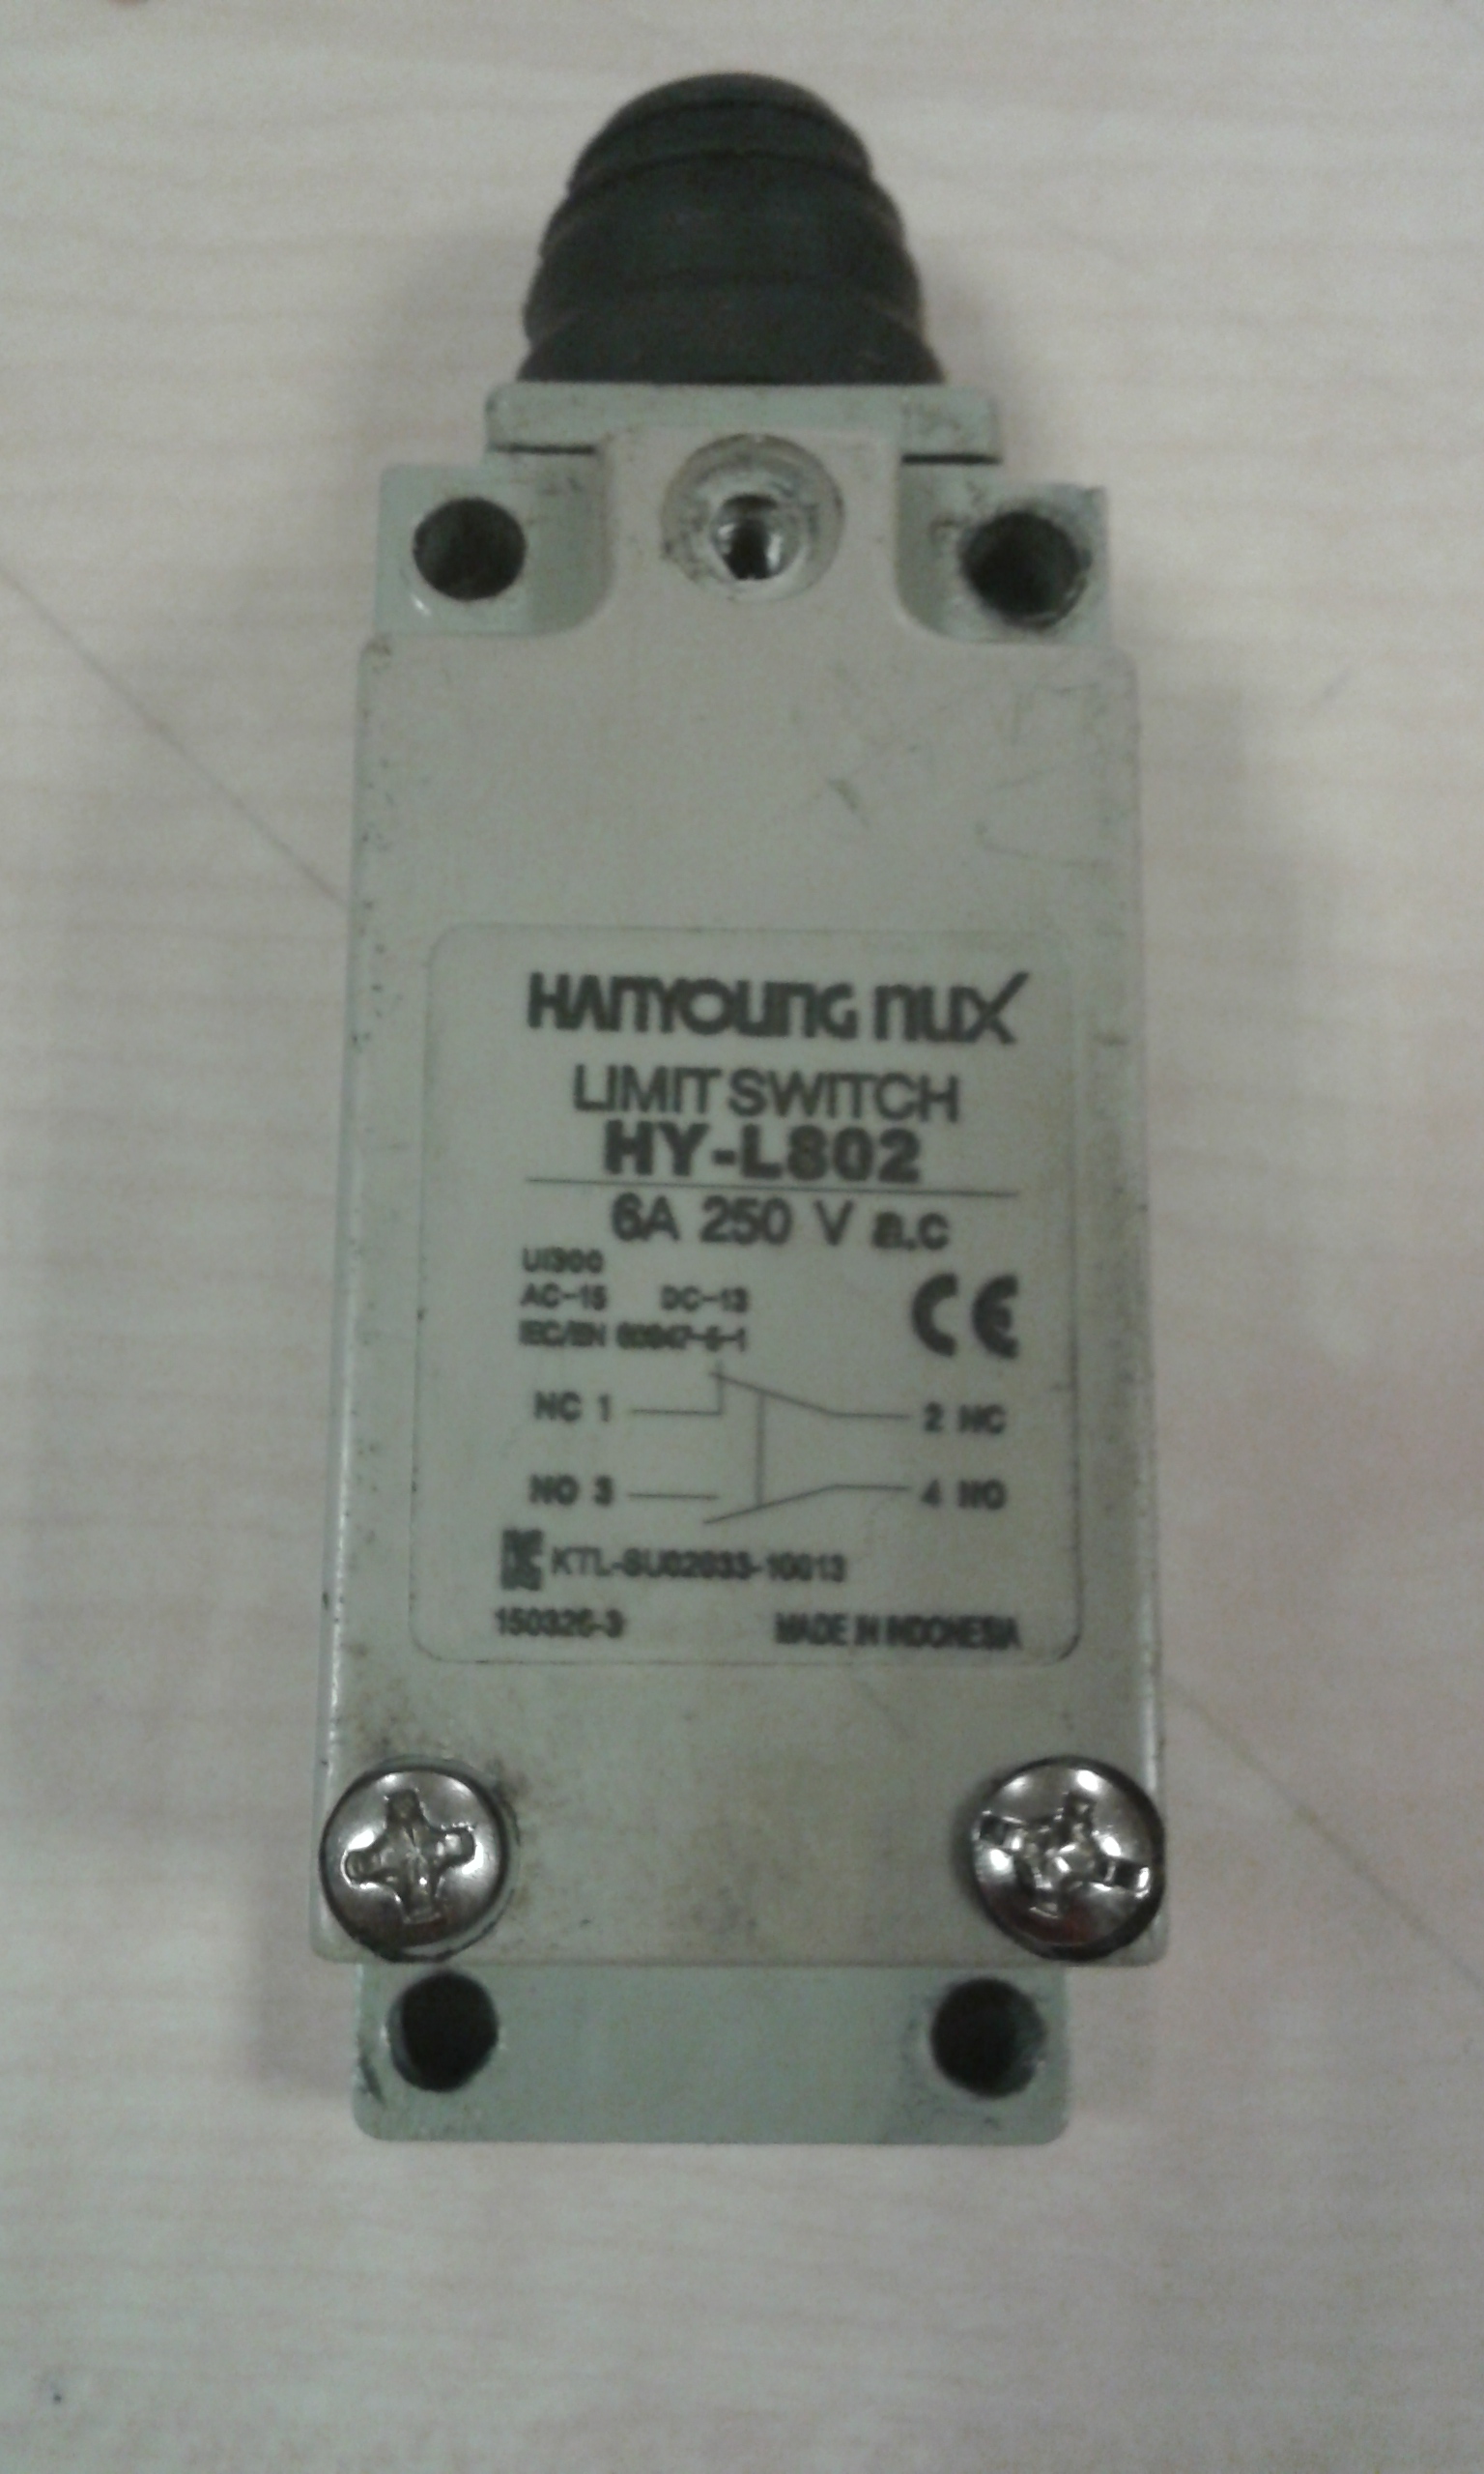 HANYOUNG NUX
LIMIT SWITCH
HY-L802
6A 250 V a.c
Ui300
AC-15 DC-13
IEC/EN 60947-5-1
CE
NC 1 2 NC
NO 3 4 NO
KTL-SU02033-10013
150326-3 MADE IN INDONESIA